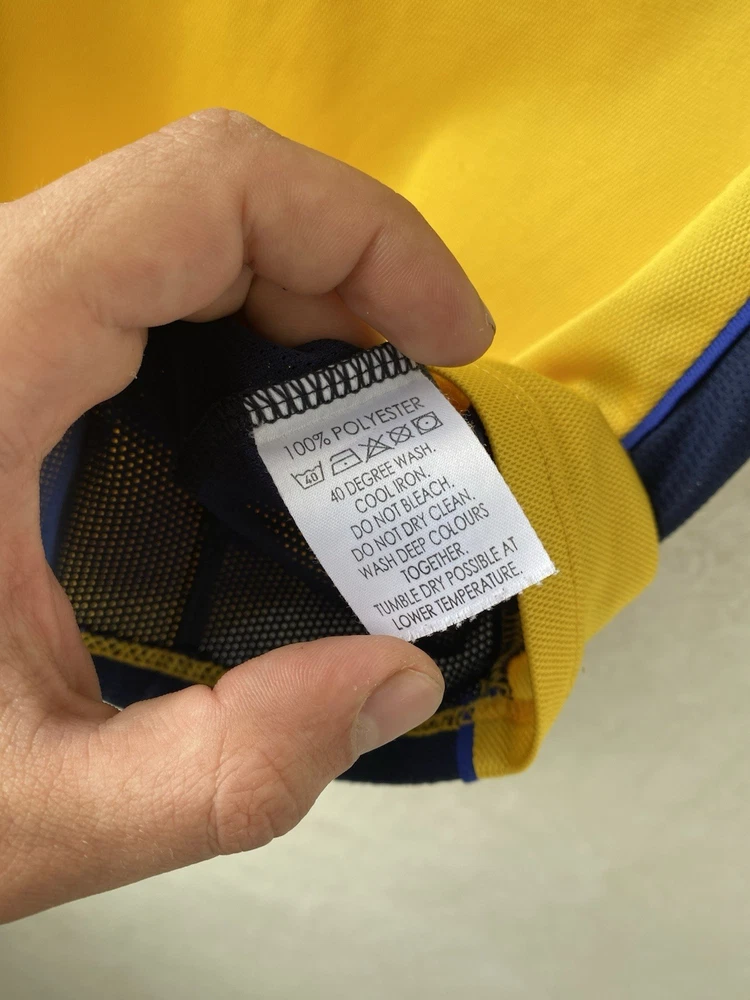 100% POLYESTER
40
40 DEGREE WASH.
COOL IRON.
DO NOT BLEACH.
DO NOT DRY CLEAN.
WASH DEEP COLOURS
TOGETHER.
TUMBLE DRY POSSIBLE AT
LOWER TEMPERATURE.